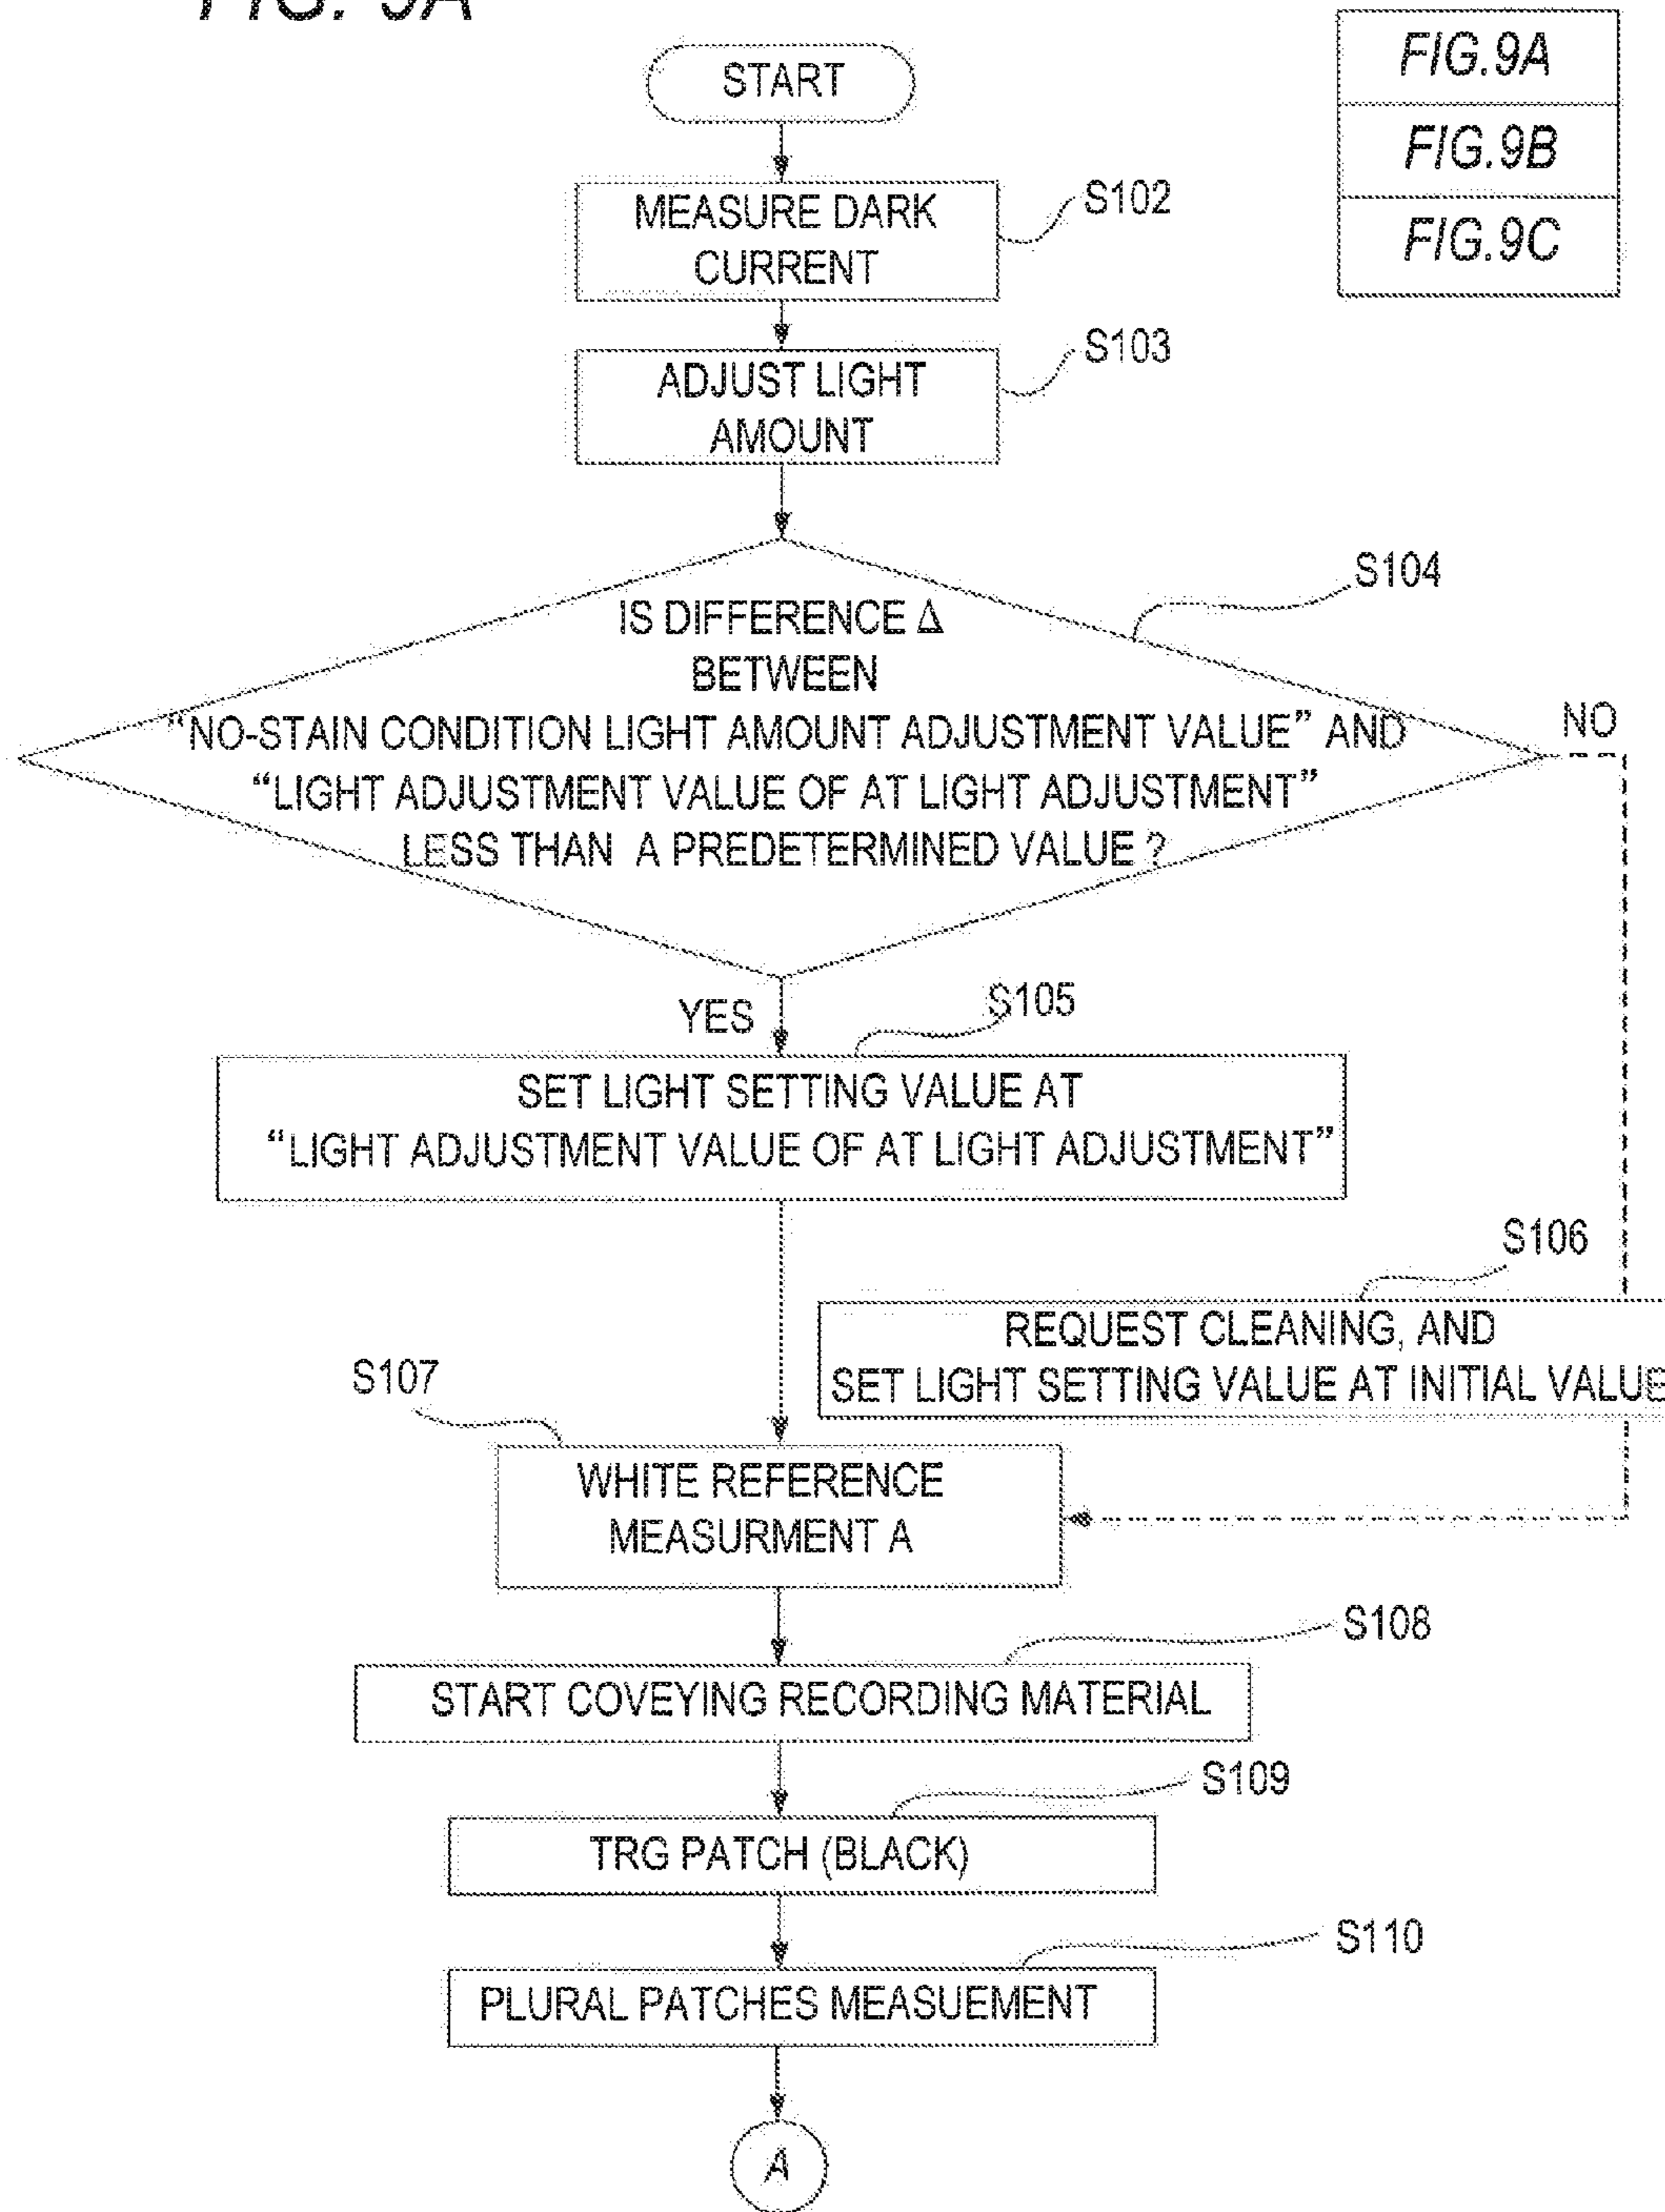 FIG. 9A
FIG.9A
FIG.9B
FIG.9C
START
MEASURE DARK
CURRENT
S102
ADJUST LIGHT
AMOUNT
S103
S104
IS DIFFERENCE Δ
BETWEEN
“NO-STAIN CONDITION LIGHT AMOUNT ADJUSTMENT VALUE” AND
“LIGHT ADJUSTMENT VALUE OF AT LIGHT ADJUSTMENT”
LESS THAN A PREDETERMINED VALUE ?
NO
YES
S105
SET LIGHT SETTING VALUE AT
“LIGHT ADJUSTMENT VALUE OF AT LIGHT ADJUSTMENT”
S106
REQUEST CLEANING, AND
SET LIGHT SETTING VALUE AT INITIAL VALUE
S107
WHITE REFERENCE
MEASURMENT A
S108
START COVEYING RECORDING MATERIAL
S109
TRG PATCH (BLACK)
S110
PLURAL PATCHES MEASUEMENT
A